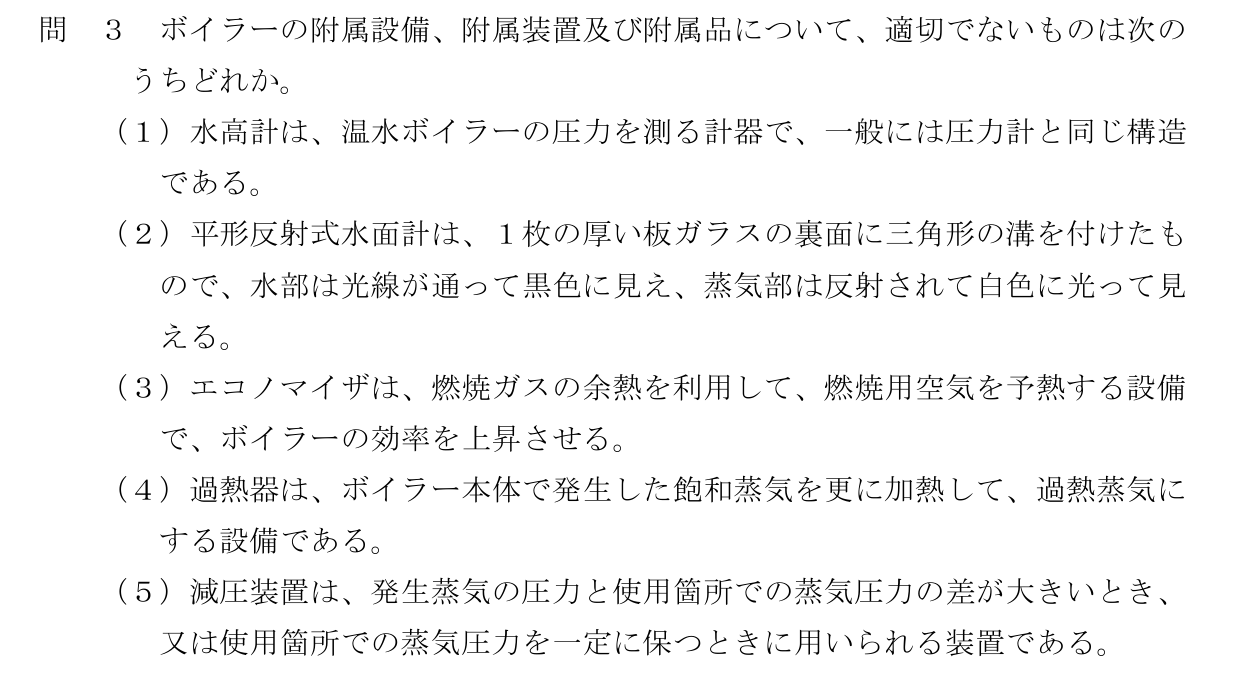 問　３　ボイラーの附属設備、附属装置及び附属品について、適切でないものは次の
うちどれか。
（１）水高計は、温水ボイラーの圧力を測る計器で、一般には圧力計と同じ構造
である。
（２）平形反射式水面計は、１枚の厚い板ガラスの裏面に三角形の溝を付けたも
ので、水部は光線が通って黒色に見え、蒸気部は反射されて白色に光って見
える。
（３）エコノマイザは、燃焼ガスの余熱を利用して、燃焼用空気を予熱する設備
で、ボイラーの効率を上昇させる。
（４）過熱器は、ボイラー本体で発生した飽和蒸気を更に加熱して、過熱蒸気に
する設備である。
（５）減圧装置は、発生蒸気の圧力と使用箇所での蒸気圧力の差が大きいとき、
又は使用箇所での蒸気圧力を一定に保つときに用いられる装置である。